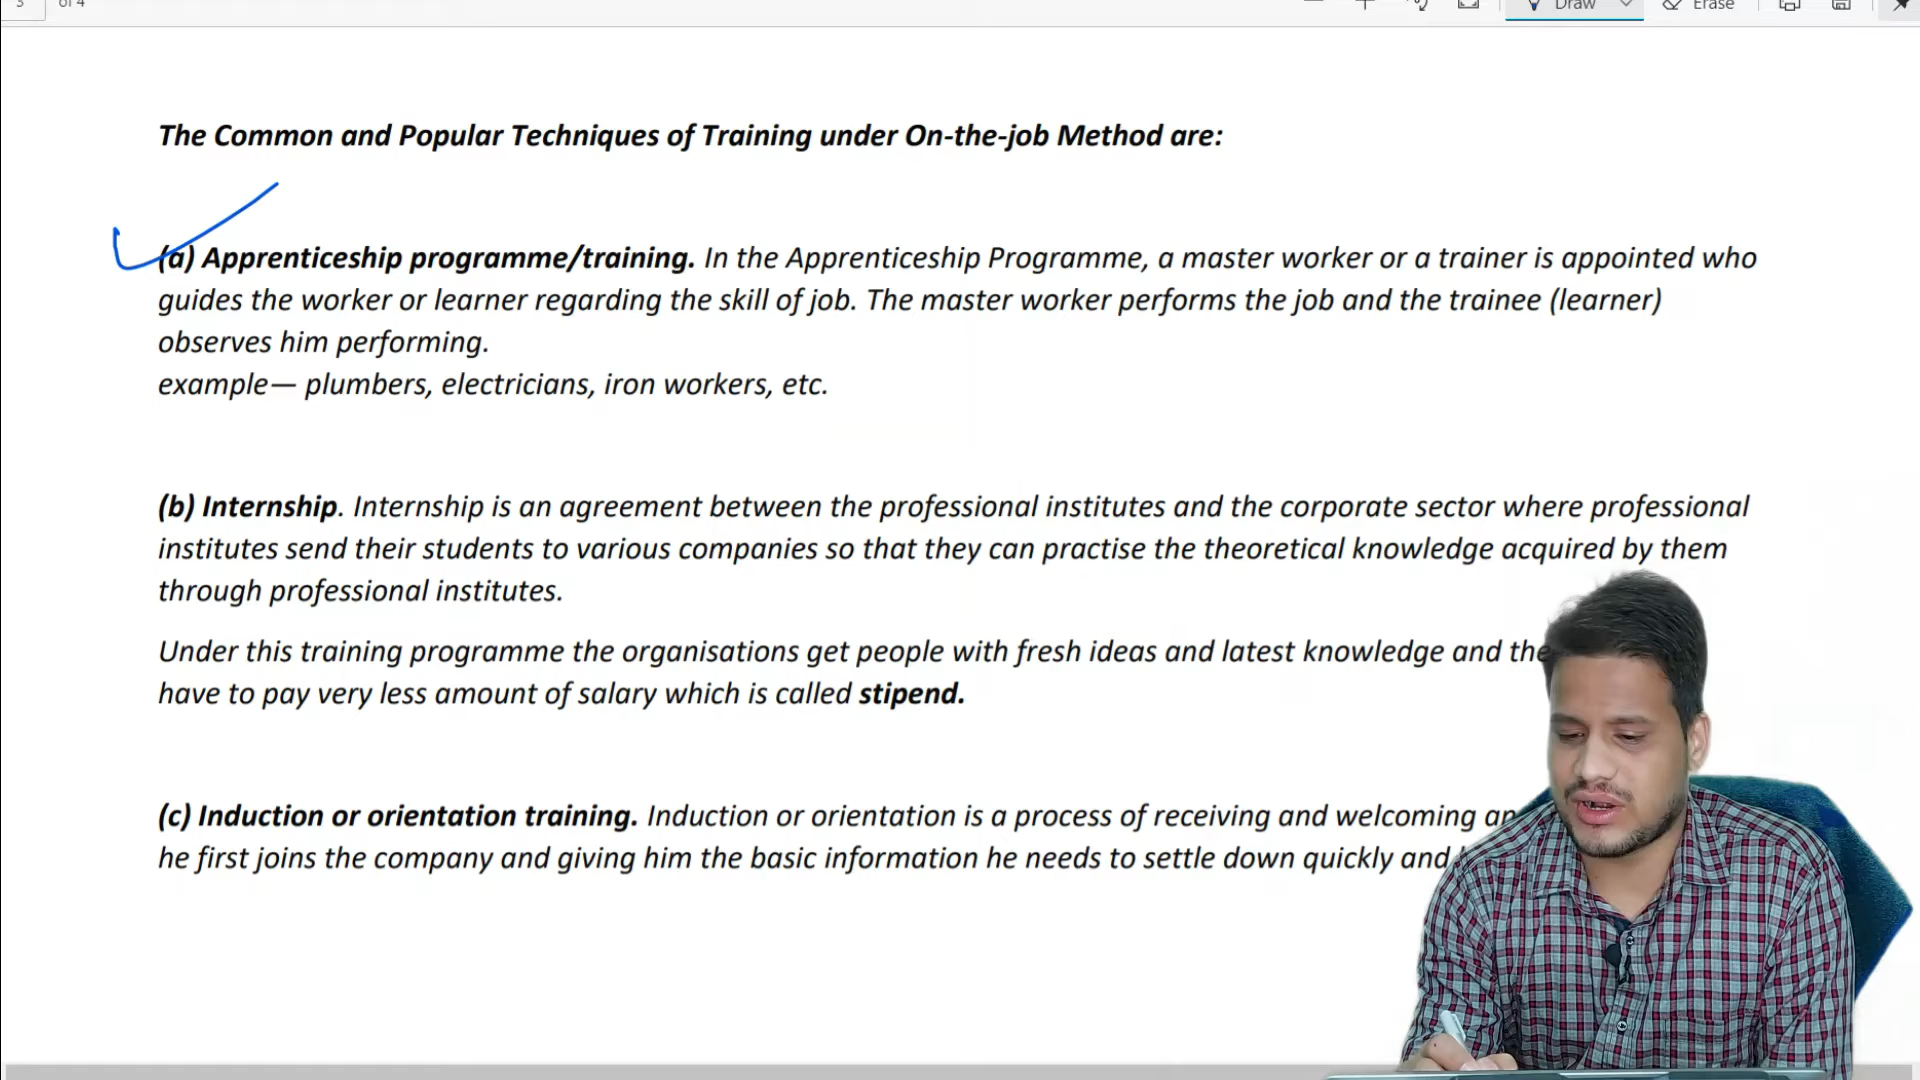 3 of 4 Draw Erase
The Common and Popular Techniques of Training under On-the-job Method are:
(a) Apprenticeship programme/training. In the Apprenticeship Programme, a master worker or a trainer is appointed who
guides the worker or learner regarding the skill of job. The master worker performs the job and the trainee (learner)
observes him performing.
example— plumbers, electricians, iron workers, etc.
(b) Internship. Internship is an agreement between the professional institutes and the corporate sector where professional
institutes send their students to various companies so that they can practise the theoretical knowledge acquired by them
through professional institutes.
Under this training programme the organisations get people with fresh ideas and latest knowledge and
have to pay very less amount of salary which is called stipend.
(c) Induction or orientation training. Induction or orientation is a process of receiving and welcoming
he first joins the company and giving him the basic information he needs to settle down quickly and